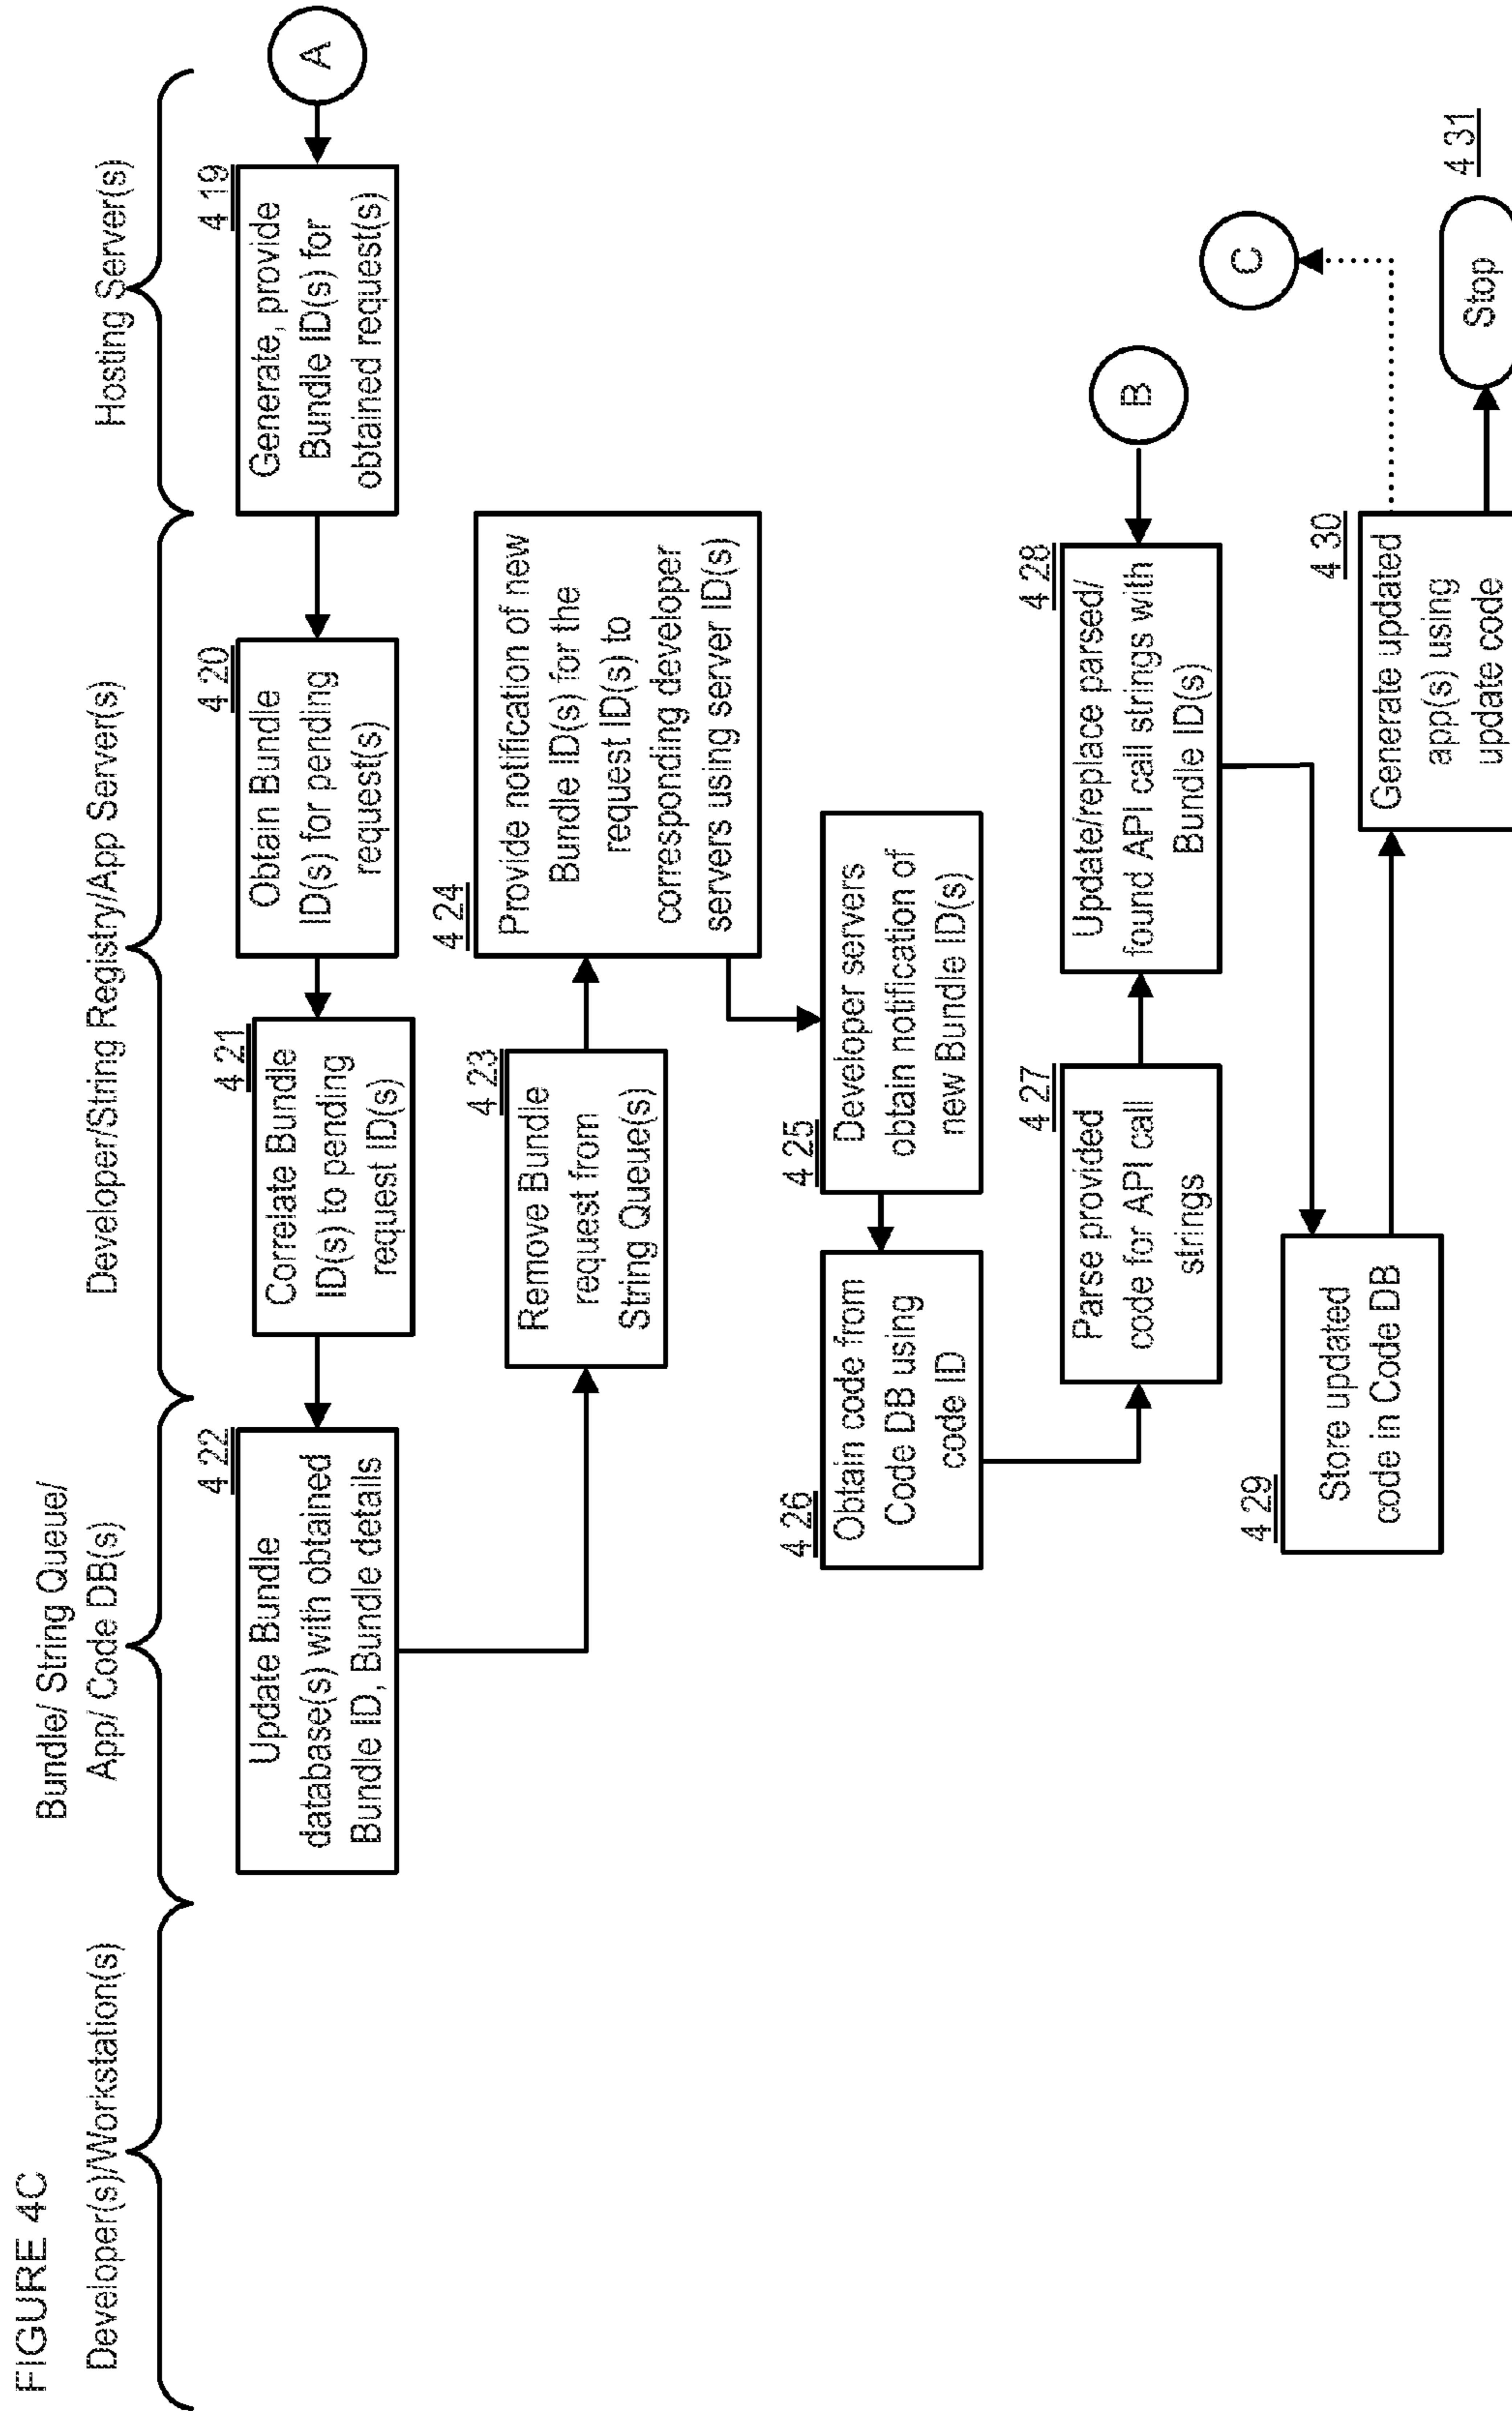 FIGURE 4C
Developer(s)/Workstation(s)
Bundle/ String Queue/
App/ Code DB(s)
Developer/String Registry/App Server(s)
Hosting Server(s)
A
4 19
Generate, provide
Bundle ID(s) for
obtained request(s)
4 20
Obtain Bundle
ID(s) for pending
request(s)
4 21
Correlate Bundle
ID(s) to pending
request ID(s)
4 22
Update Bundle
database(s) with obtained
Bundle ID, Bundle details
4 23
Remove Bundle
request from
String Queue(s)
4 24
Provide notification of new
Bundle ID(s) for the
request ID(s) to
corresponding developer
servers using server ID(s)
4 25
Developer servers
obtain notification of
new Bundle ID(s)
4 26
Obtain code from
Code DB using
code ID
4 27
Parse provided
code for API call
strings
4 28
Update/replace parsed/
found API call strings with
Bundle ID(s)
B
4 29
Store updated
code in Code DB
4 30
Generate updated
app(s) using
update code
C
4 31
Stop